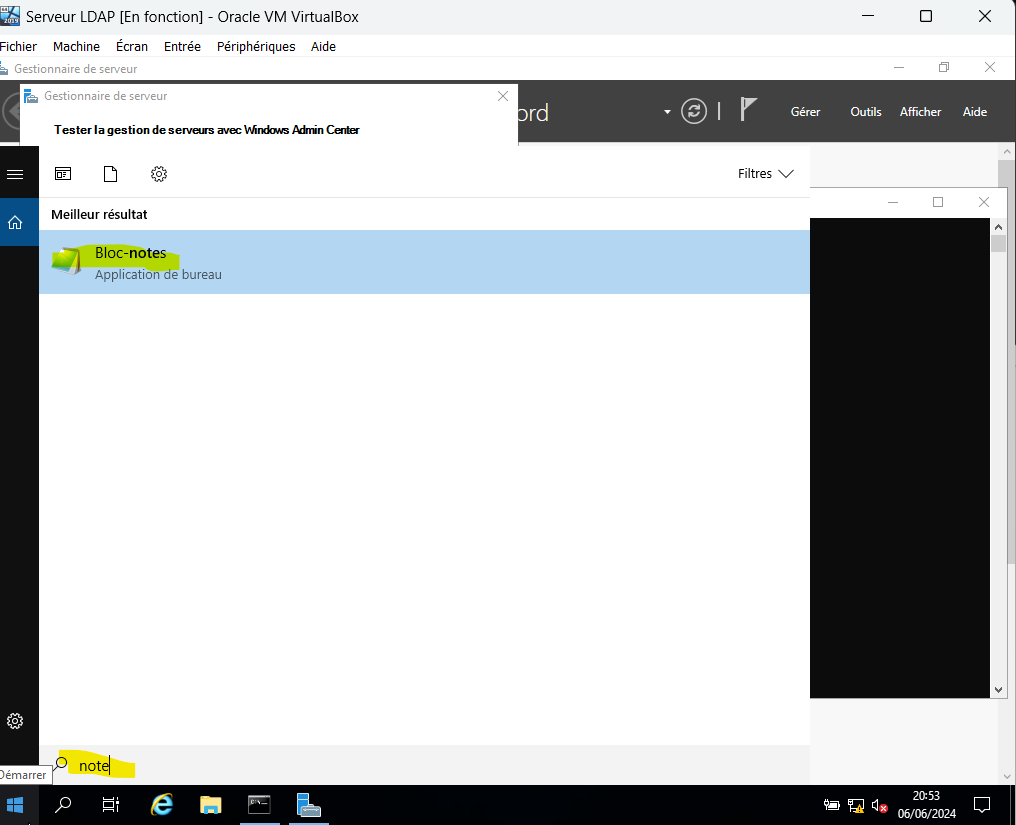 Serveur LDAP [En fonction] - Oracle VM VirtualBox
Fichier Machine Écran Entrée Périphériques Aide
Gestionnaire de serveur
Gestionnaire de serveur
Tester la gestion de serveurs avec Windows Admin Center
ord
Gérer Outils Afficher Aide
Filtres
Meilleur résultat
Bloc-notes
Application de bureau
note
Démarrer
20:53
06/06/2024